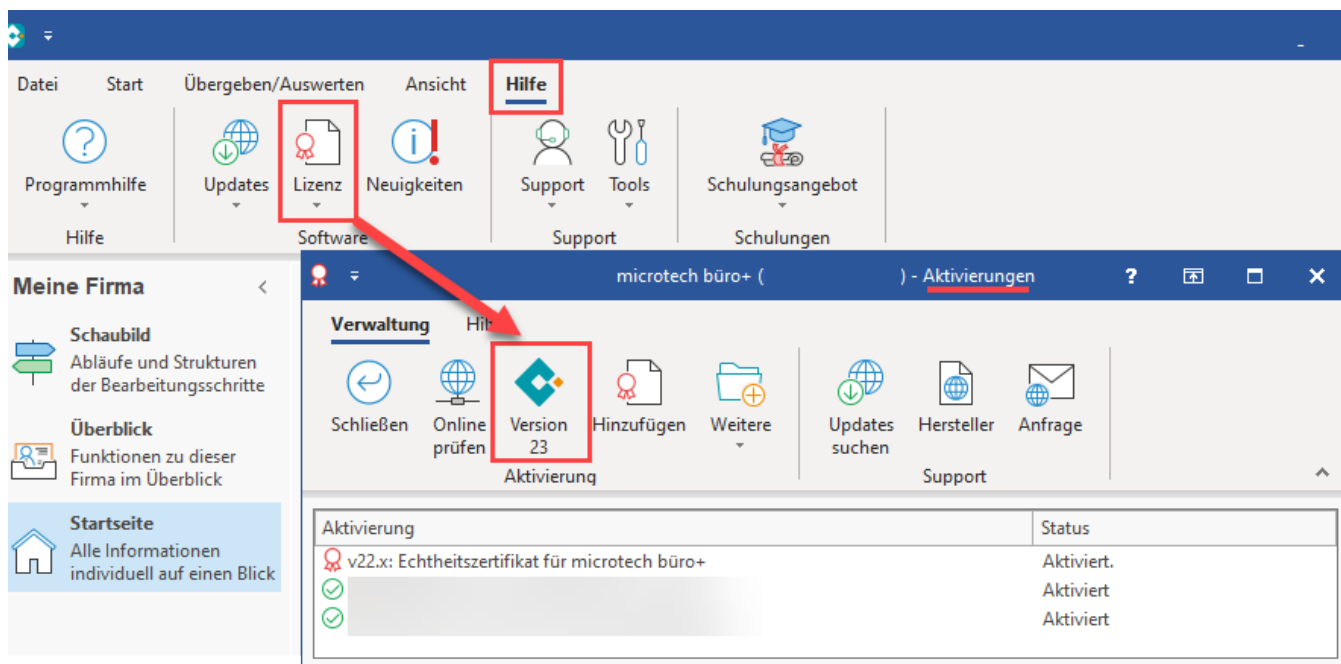 Datei Start Übergeben/Auswerten Ansicht Hilfe
Programmhilfe Updates Lizenz Neuigkeiten Support Tools Schulungsangebot
Hilfe Software Support Schulungen
Meine Firma
Schaubild
Abläufe und Strukturen
der Bearbeitungsschritte
Überblick
Funktionen zu dieser
Firma im Überblick
Startseite
Alle Informationen
individuell auf einen Blick
microtech büro+ ( ) - Aktivierungen
Verwaltung
Schließen Online Version Hinzufügen Weitere Updates Hersteller Anfrage
prüfen 23 suchen
Aktivierung Support
Aktivierung Status
v22.x: Echtheitszertifikat für microtech büro+ Aktiviert.
Aktiviert
Aktiviert